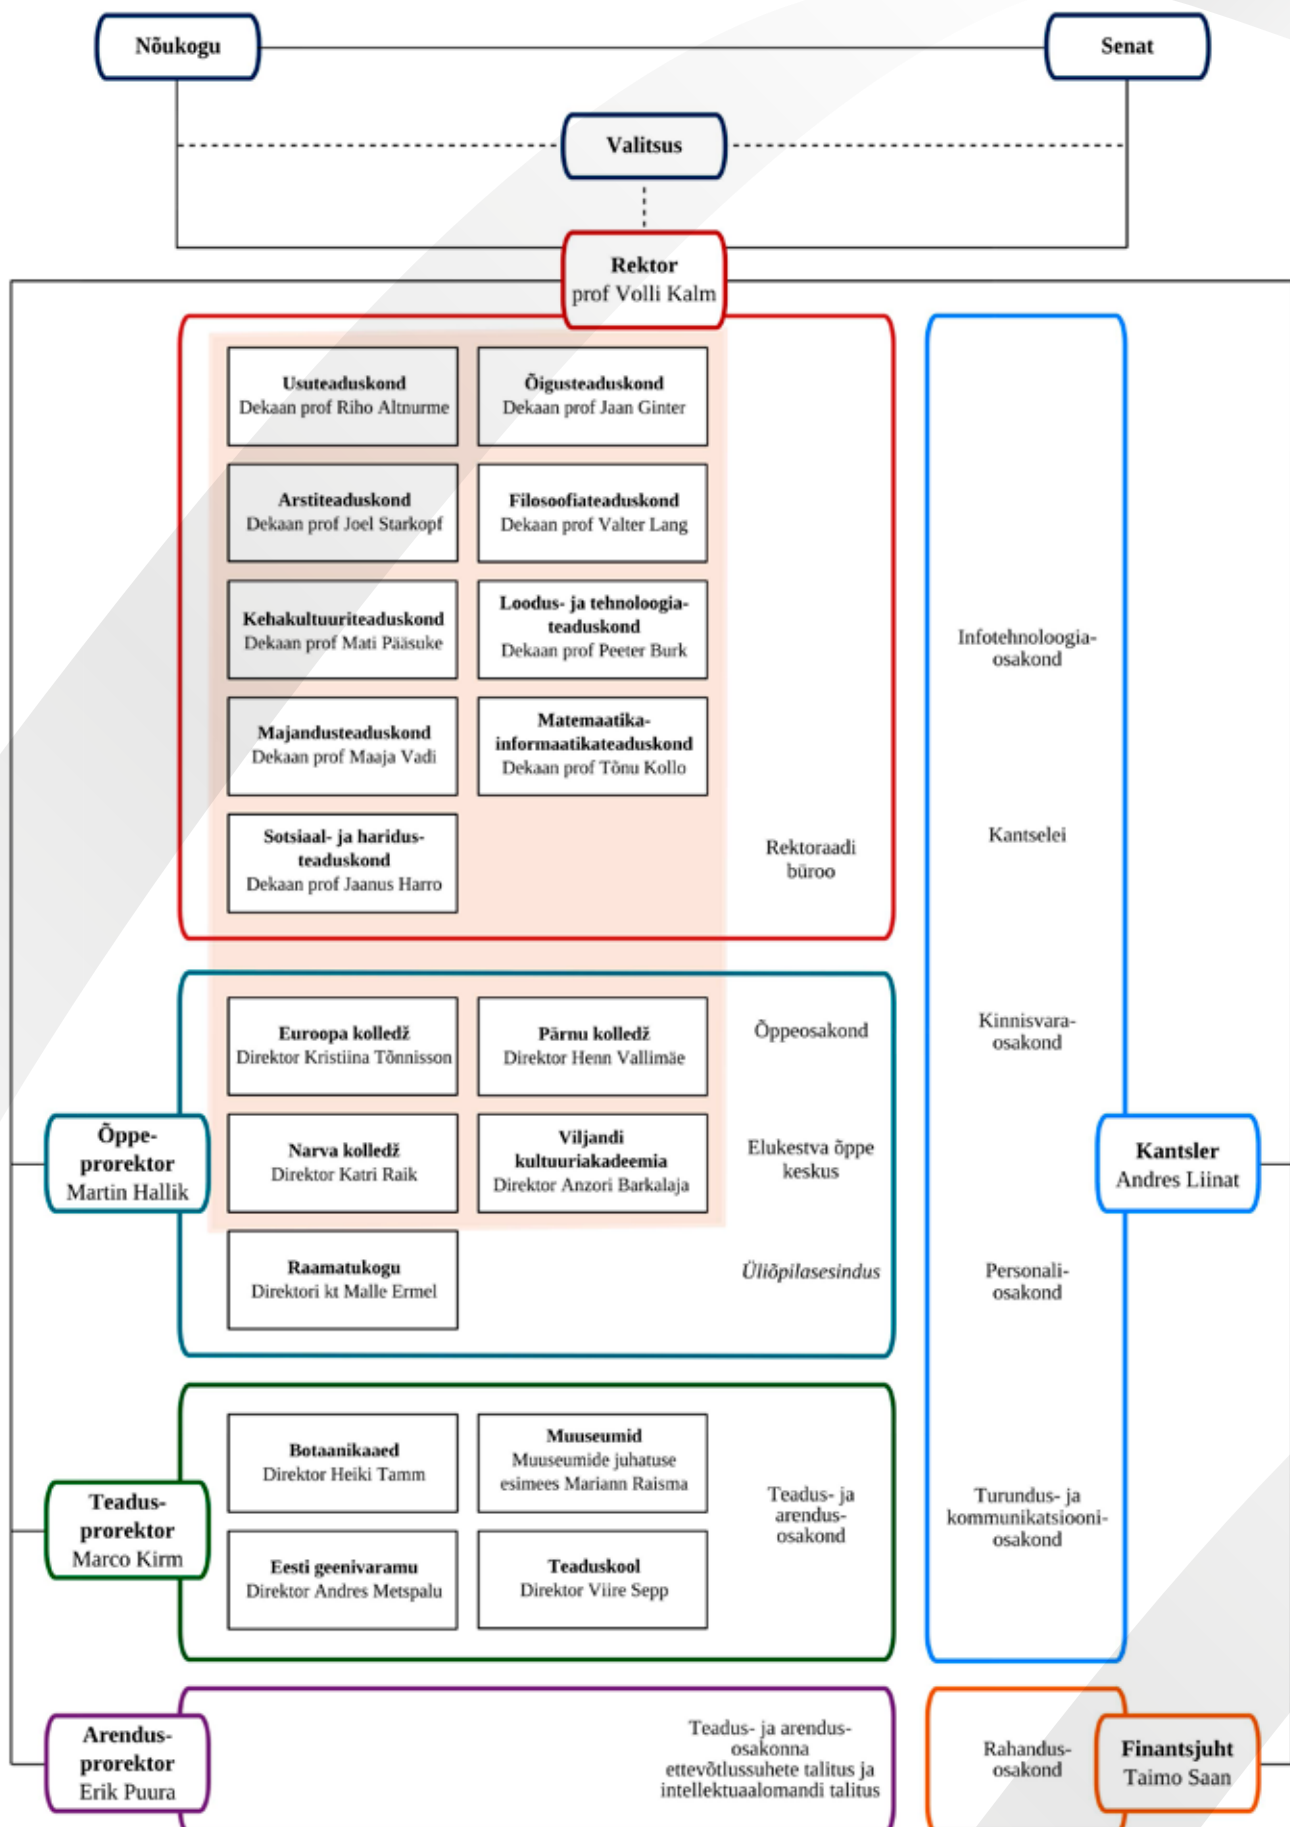 Nõukogu
Senat
Valitsus
Rektor
prof Volli Kalm
Usuteaduskond
Dekaan prof Riho Altnurme
Õigusteaduskond
Dekaan prof Jaan Ginter
Arstiteaduskond
Dekaan prof Joel Starkopf
Filosoofiateaduskond
Dekaan prof Valter Lang
Kehakultuuriteaduskond
Dekaan prof Mati Pääsuke
Loodus- ja tehnoloogia-
teaduskond
Dekaan prof Peeter Burk
Majandusteaduskond
Dekaan prof Maaja Vadi
Matemaatika-
informaatikateaduskond
Dekaan prof Tõnu Kollo
Sotsiaal- ja haridus-
teaduskond
Dekaan prof Jaanus Harro
Rektoraadi
büroo
Infotehnoloogia-
osakond
Kantselei
Kinnisvara-
osakond
Personali-
osakond
Turundus- ja
kommunikatsiooni-
osakond
Kantsler
Andres Liinat
Õppe-
prorektor
Martin Hallik
Euroopa kolledž
Direktor Kristiina Tõnnisson
Pärnu kolledž
Direktor Henn Vallimäe
Õppeosakond
Narva kolledž
Direktor Katri Raik
Viljandi
kultuuriakadeemia
Direktor Anzori Barkalaja
Elukestva õppe
keskus
Raamatukogu
Direktori kt Malle Ermel
Üliõpilasesindus
Teadus-
prorektor
Marco Kirm
Botaanikaaed
Direktor Heiki Tamm
Muuseumid
Muuseumide juhatuse
esimees Mariann Raisma
Eesti geenivaramu
Direktor Andres Metspalu
Teaduskool
Direktor Viire Sepp
Teadus- ja
arendus-
osakond
Arendus-
prorektor
Erik Puura
Teadus- ja arendus-
osakonna
ettevõtlussuhete talitus ja
intellektuaalomandi talitus
Rahandus-
osakond
Finantsjuht
Taimo Saan